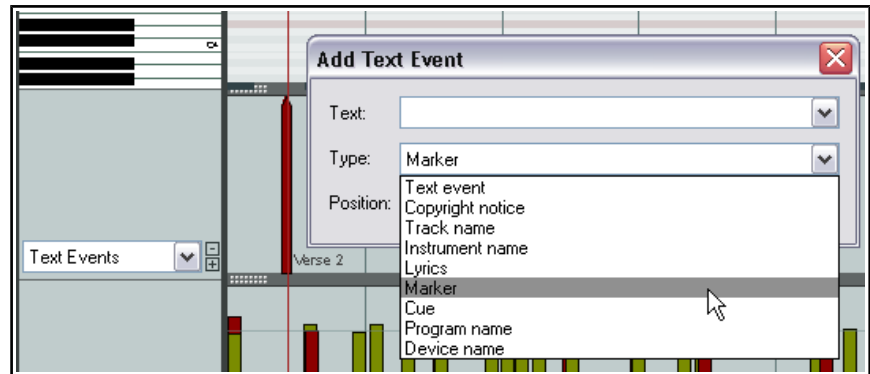 Add Text Event
Text:
Type: Marker
Position:
Text event
Copyright notice
Track name
Instrument name
Lyrics
Marker
Cue
Program name
Device name
Text Events
Verse 2